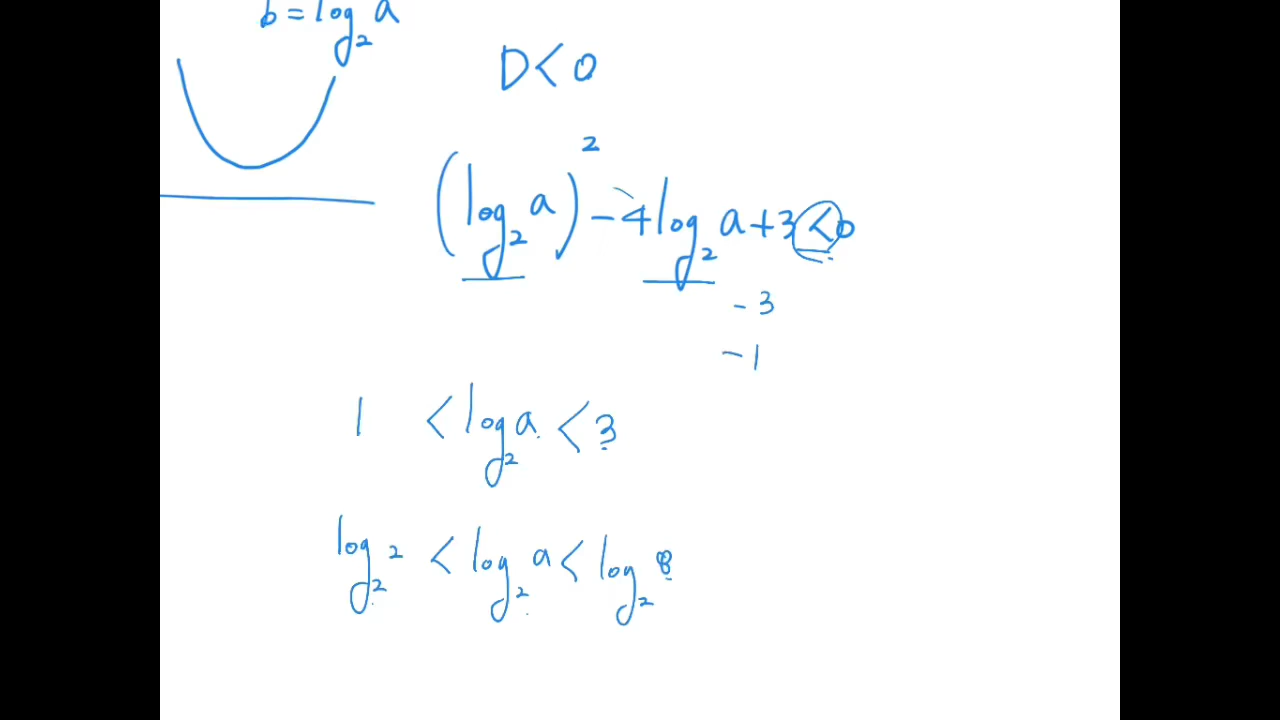 b = log₂ a
D < 0
(log₂ a)² - 4 log₂ a + 3 < 0
- 3
- 1
1 < log₂ a < 3
log₂ 2 < log₂ a < log₂ 8